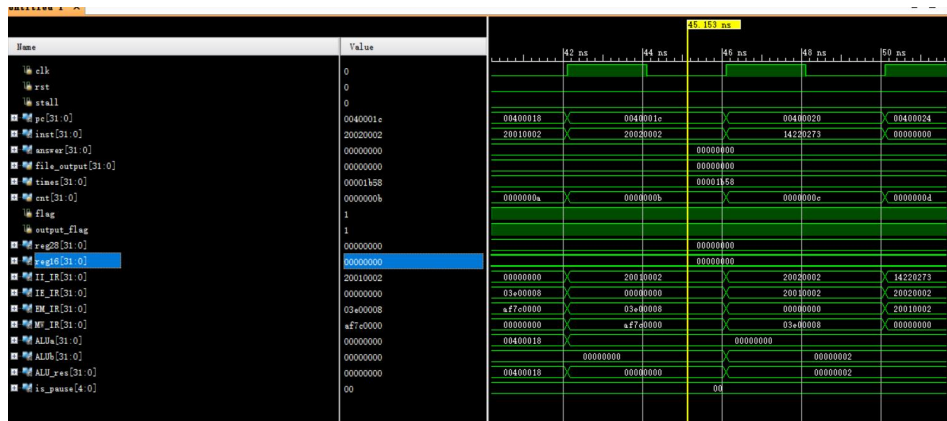 Untitled 1
45.153 ns
Name Value 42 ns 44 ns 46 ns 48 ns 50 ns
clk 0
rst 0
stall 0
pc[31:0] 0040001c 00400018 0040001c 00400020 00400024
inst[31:0] 20020002 20010002 20020002 14220273 00000000
answer[31:0] 00000000 00000000
file_output[31:0] 00000000 00000000
times[31:0] 00001b58 00001b58
cnt[31:0] 0000000b 0000000a 0000000b 0000000c 0000000d
flag 1
output_flag 1
reg28[31:0] 00000000 00000000
reg16[31:0] 00000000 00000000
II_IR[31:0] 20010002 00000000 20010002 20020002 14220273
IE_IR[31:0] 00000000 03e00008 00000000 20010002 20020002
EM_IR[31:0] 03e00008 af7c0000 03e00008 00000000 20010002
MW_IR[31:0] af7c0000 00000000 af7c0000 03e00008 00000000
ALUa[31:0] 00000000 00400018 00000000
ALUb[31:0] 00000000 00000000 00000002
ALU_res[31:0] 00000000 00400018 00000000 00000002
is_pause[4:0] 00 00